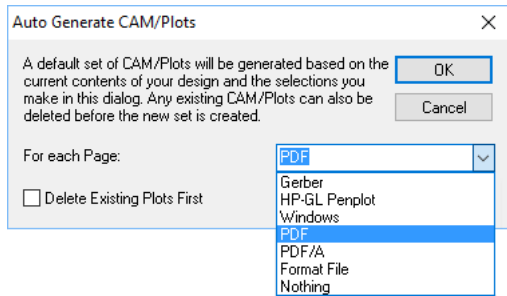 Auto Generate CAM/Plots
A default set of CAM/Plots will be generated based on the
current contents of your design and the selections you
make in this dialog. Any existing CAM/Plots can also be
deleted before the new set is created.
OK
Cancel
For each Page:
PDF
Delete Existing Plots First
Gerber
HP-GL Penplot
Windows
PDF
PDF/A
Format File
Nothing